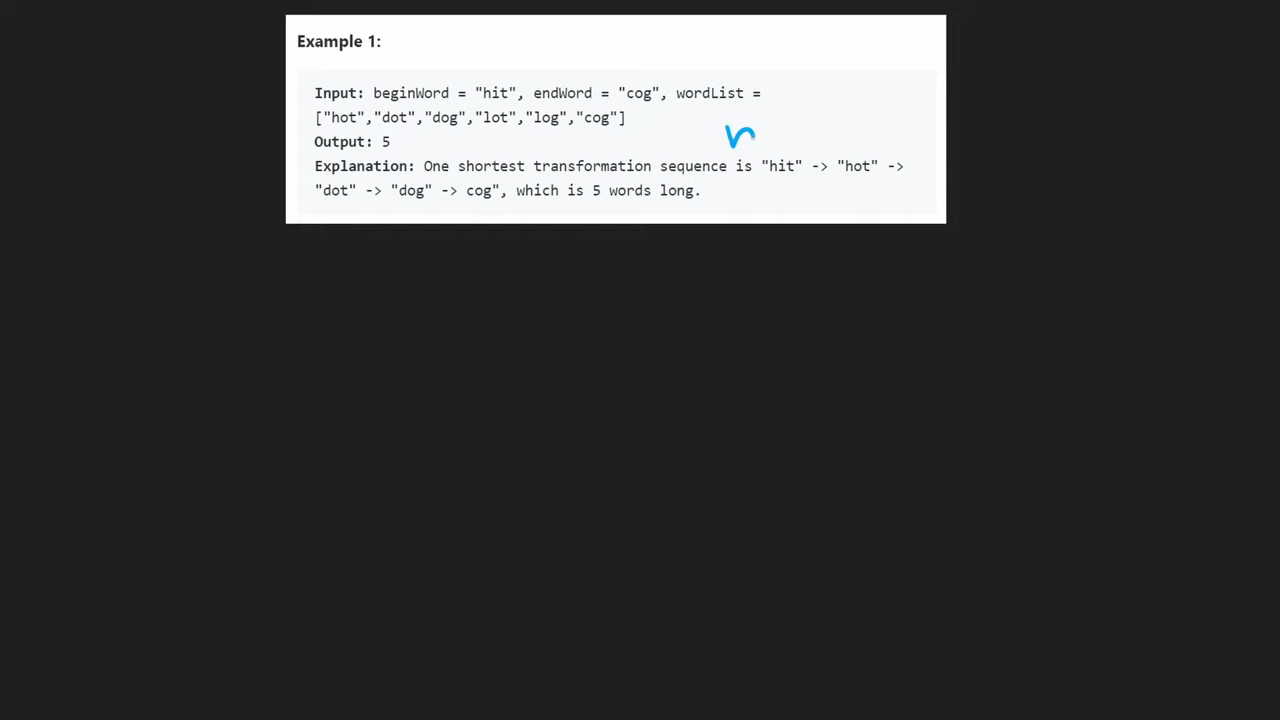 Example 1:
Input: beginWord = "hit", endWord = "cog", wordList =
["hot","dot","dog","lot","log","cog"]
Output: 5
Explanation: One shortest transformation sequence is "hit" -> "hot" ->
"dot" -> "dog" -> cog", which is 5 words long.